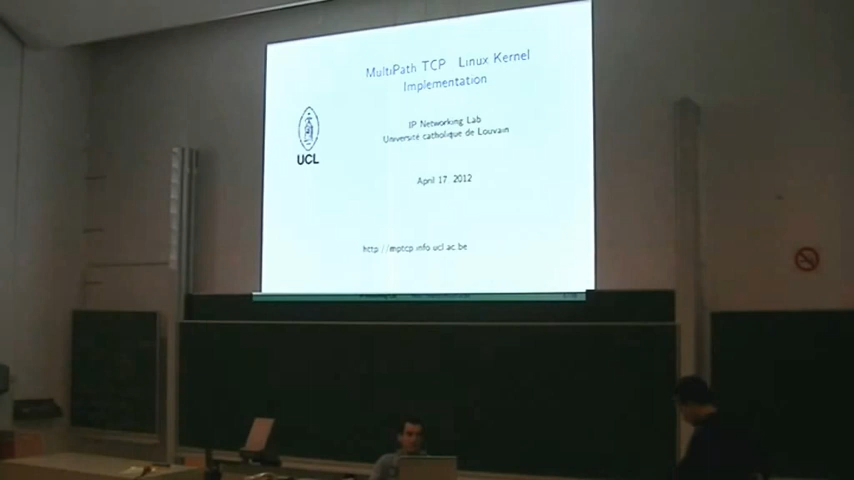 MultiPath TCP Linux Kernel
Implementation
IP Networking Lab
Université catholique de Louvain
UCL
April 17 2012
http://mptcp.info.ucl.ac.be